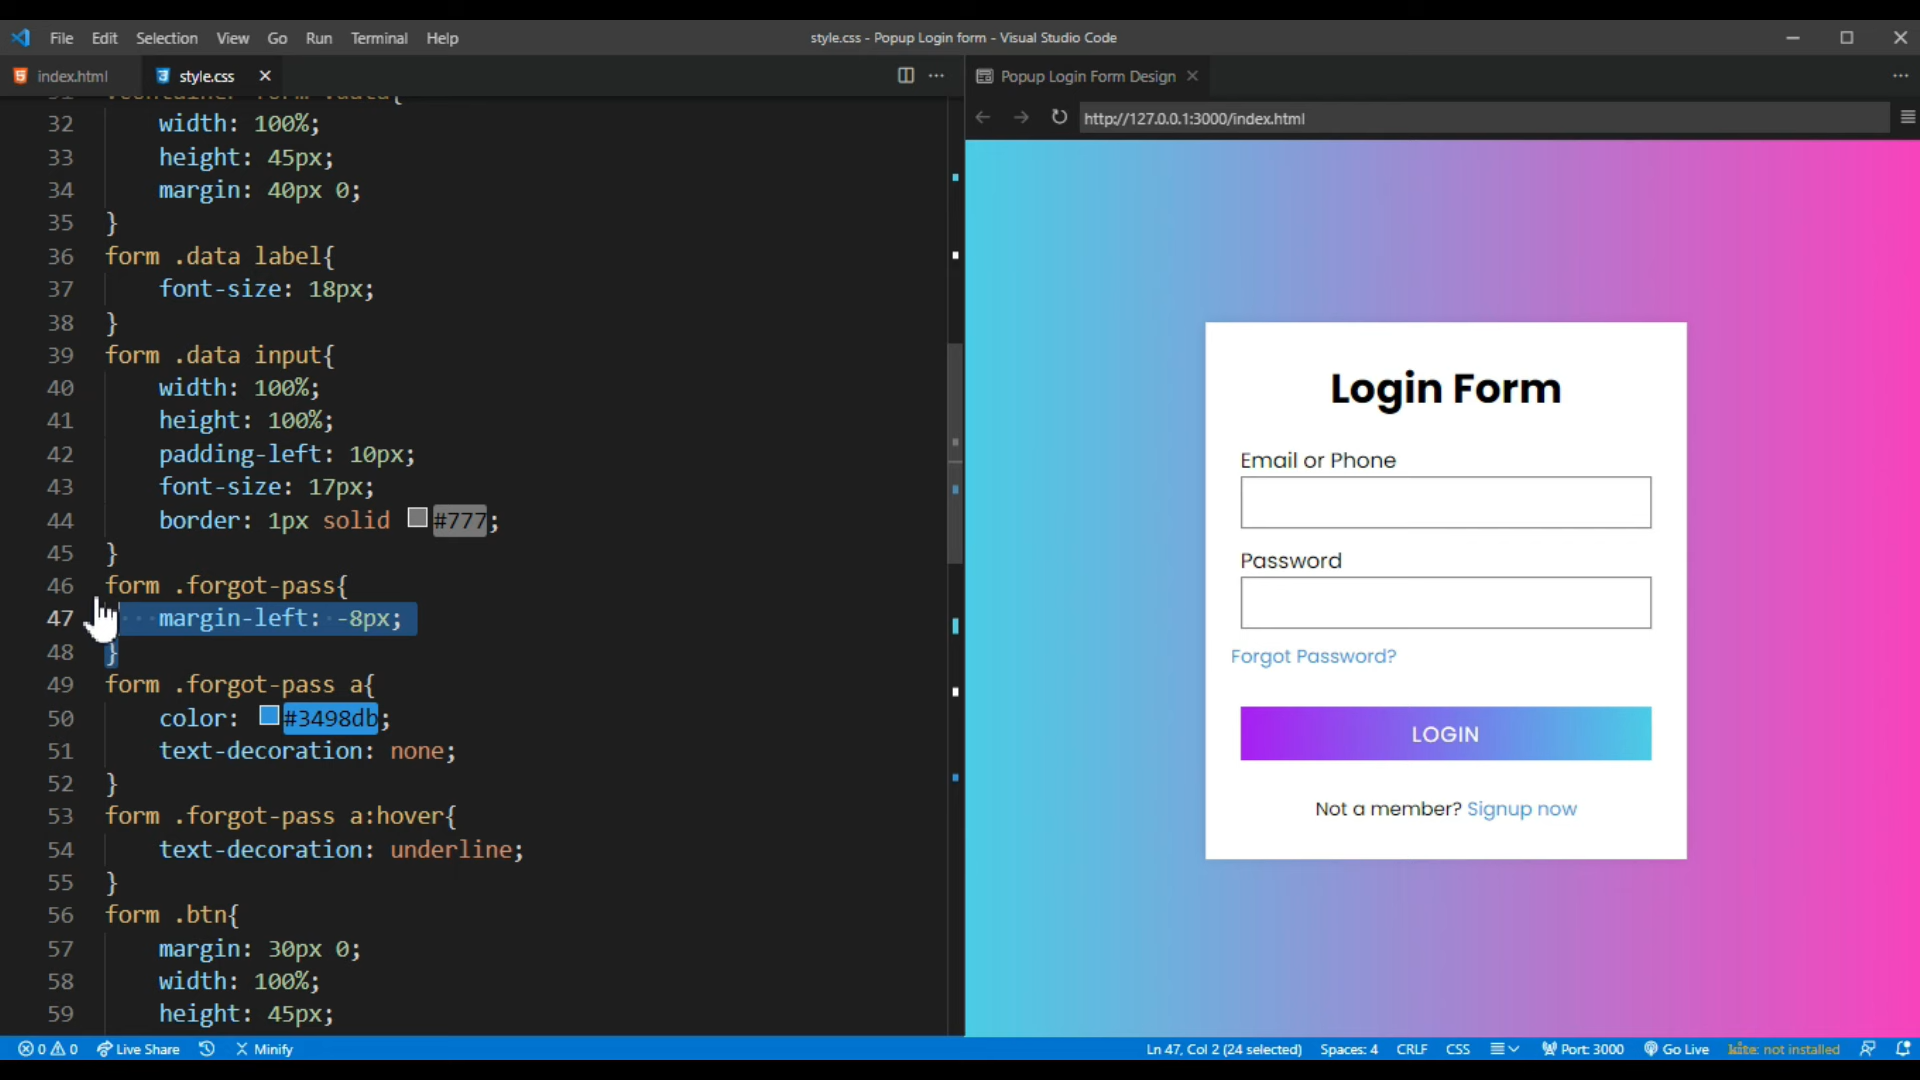 File Edit Selection View Go Run Terminal Help
style.css - Popup Login form - Visual Studio Code
index.html
style.css
Popup Login Form Design
http://127.0.0.1:3000/index.html
31 .container form .data{
32 width: 100%;
33 height: 45px;
34 margin: 40px 0;
35 }
36 form .data label{
37 font-size: 18px;
38 }
39 form .data input{
40 width: 100%;
41 height: 100%;
42 padding-left: 10px;
43 font-size: 17px;
44 border: 1px solid #777;
45 }
46 form .forgot-pass{
47 margin-left: -8px;
48 }
49 form .forgot-pass a{
50 color: #3498db;
51 text-decoration: none;
52 }
53 form .forgot-pass a:hover{
54 text-decoration: underline;
55 }
56 form .btn{
57 margin: 30px 0;
58 width: 100%;
59 height: 45px;
Login Form
Email or Phone
Password
Forgot Password?
LOGIN
Not a member? Signup now
0 0 Live Share Minify
Ln 47, Col 2 (24 selected) Spaces: 4 CRLF CSS Port: 3000 Go Live kite: not installed